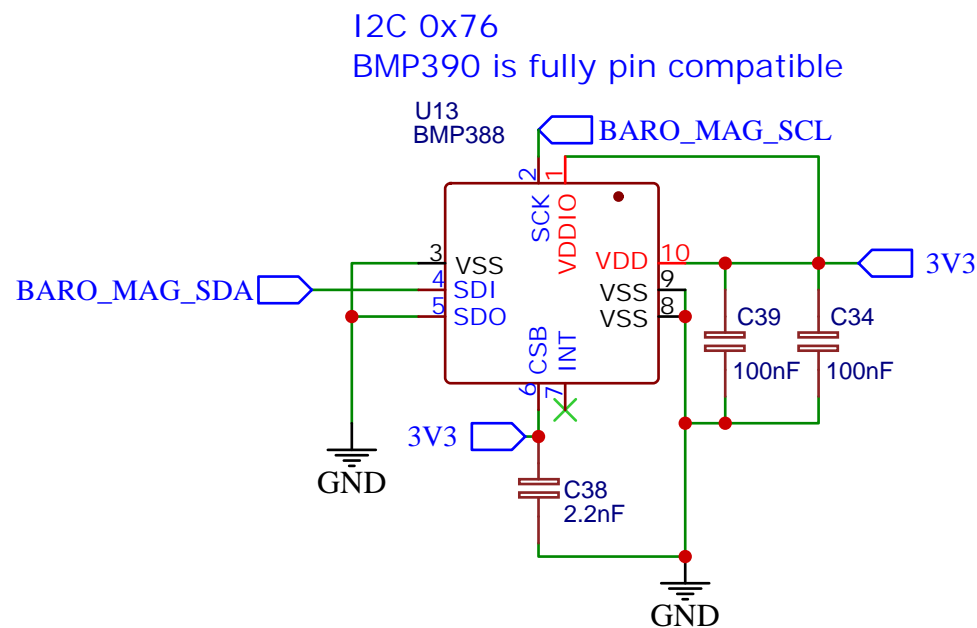 I2C 0x76
BMP390 is fully pin compatible
U13
BMP388
BARO_MAG_SCL
2
1
SCK
VDDIO
3
VSS
VDD
10
3V3
BARO_MAG_SDA
4
SDI
VSS
9
5
SDO
VSS
8
C39
C34
100nF
100nF
CSB
INT
6
7
3V3
GND
C38
2.2nF
GND